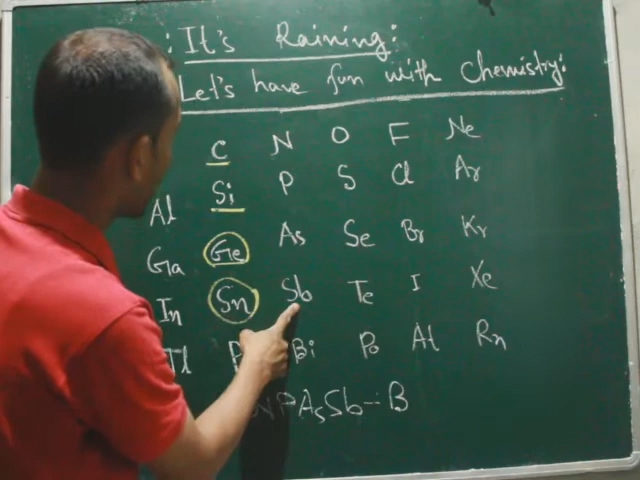 :It's Raining:
Let's have fun with Chemistry:
C N O F Ne
Si P S Cl Ar
Al
Ge As Se Br Kr
Ga
Sn Sb Te I Xe
In
Tl P Bi Po At Rn
NPAsSb-B